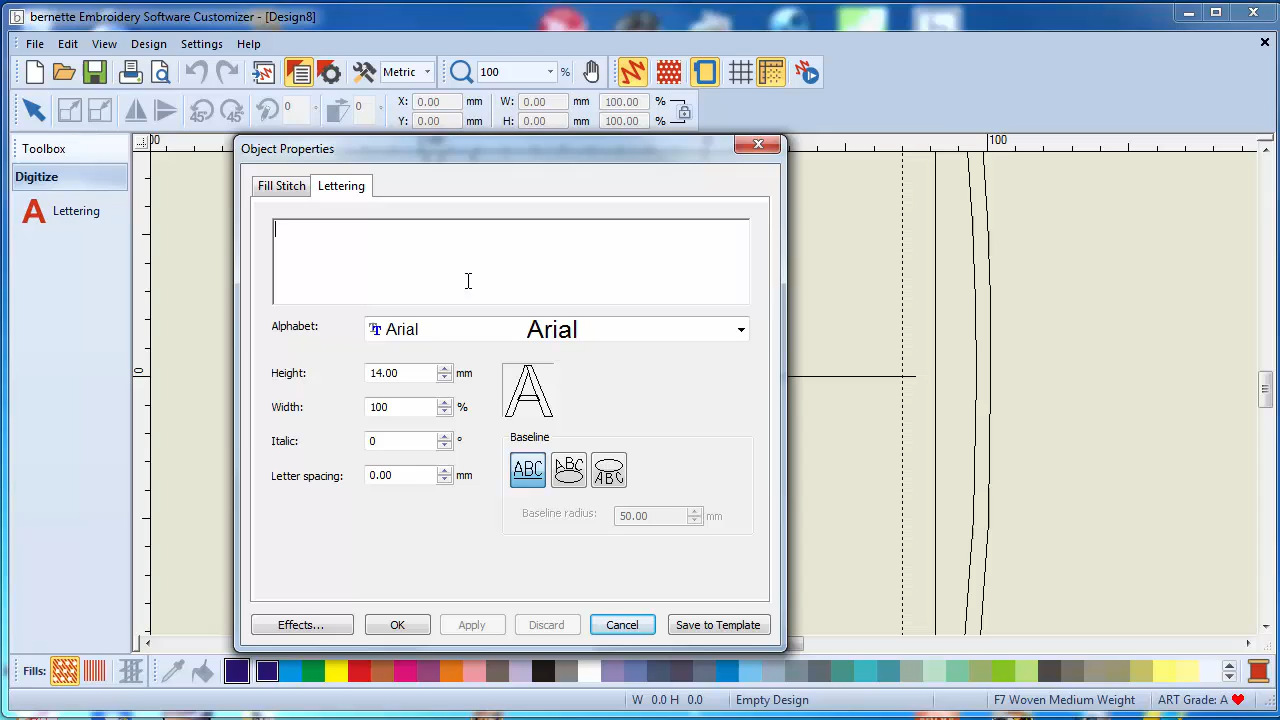 bernette Embroidery Software Customizer - [Design8]
File Edit View Design Settings Help
Metric 100 %
45° 45° 0 ° 0 ° X: 0.00 mm W: 0.00 mm 100.00 %
Y: 0.00 mm H: 0.00 mm 100.00 %
Toolbox
Digitize
Lettering
00 100
0
Object Properties
Fill Stitch Lettering
Alphabet: Arial Arial
Height: 14.00 mm
Width: 100 %
Italic: 0 °
Letter spacing: 0.00 mm
A
Baseline
ABC ABC ABC
Baseline radius: 50.00 mm
Effects... OK Apply Discard Cancel Save to Template
Fills:
W 0.0 H 0.0 Empty Design F7 Woven Medium Weight ART Grade: A